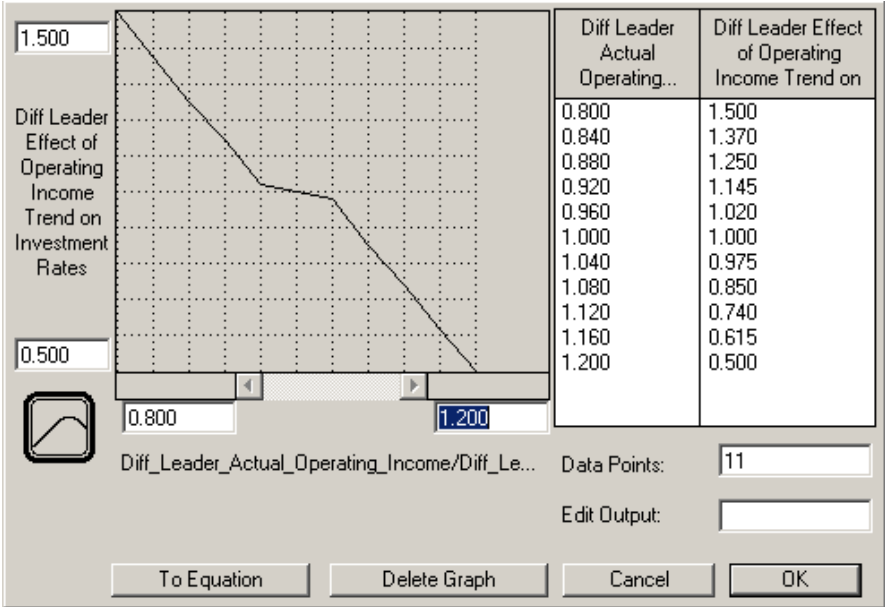 1.500
Diff Leader
Effect of
Operating
Income
Trend on
Investment
Rates
0.500
0.800
1.200
Diff_Leader_Actual_Operating_Income/Diff_Le...
Diff Leader
Actual
Operating...
Diff Leader Effect
of Operating
Income Trend on
0.800 1.500
0.840 1.370
0.880 1.250
0.920 1.145
0.960 1.020
1.000 1.000
1.040 0.975
1.080 0.850
1.120 0.740
1.160 0.615
1.200 0.500
Data Points: 11
Edit Output:
To Equation
Delete Graph
Cancel
OK